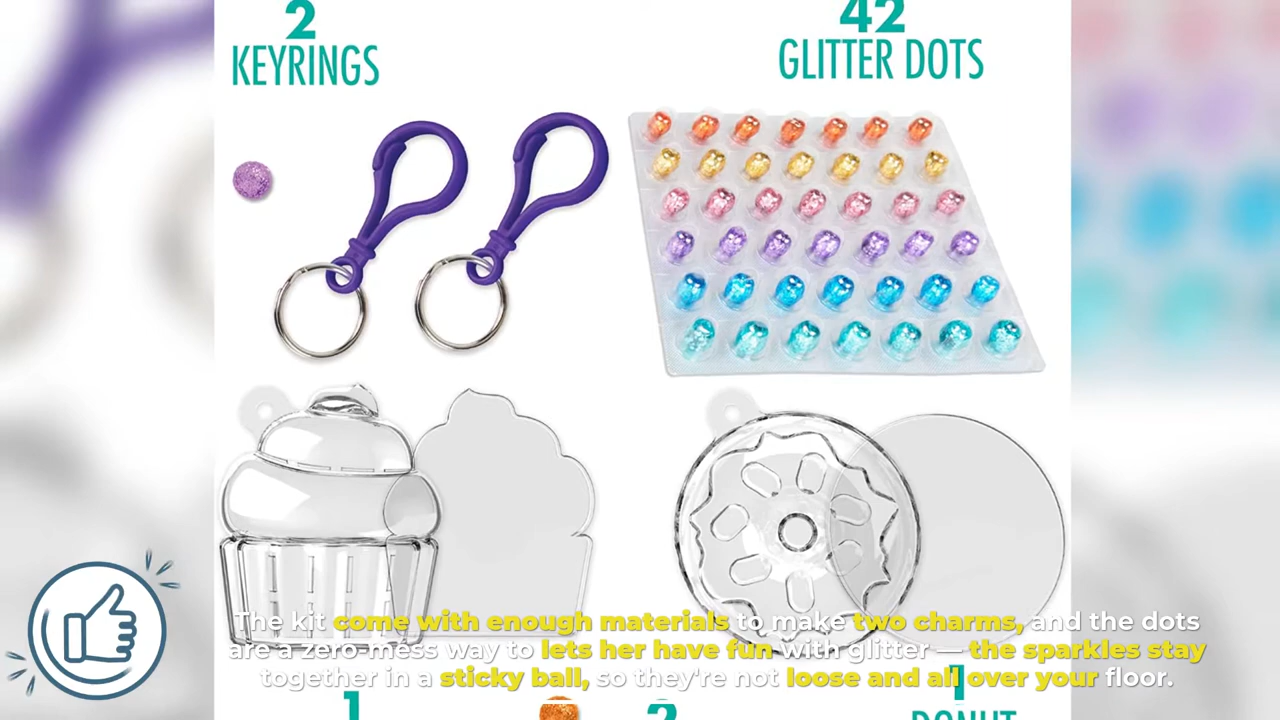 2
KEYRINGS
42
GLITTER DOTS
The kit come with enough materials to make two charms, and the dots
are a zero-mess way to lets her have fun with glitter — the sparkles stay
together in a sticky ball, so they're not loose and all over your floor.
1
2
1
DONUT